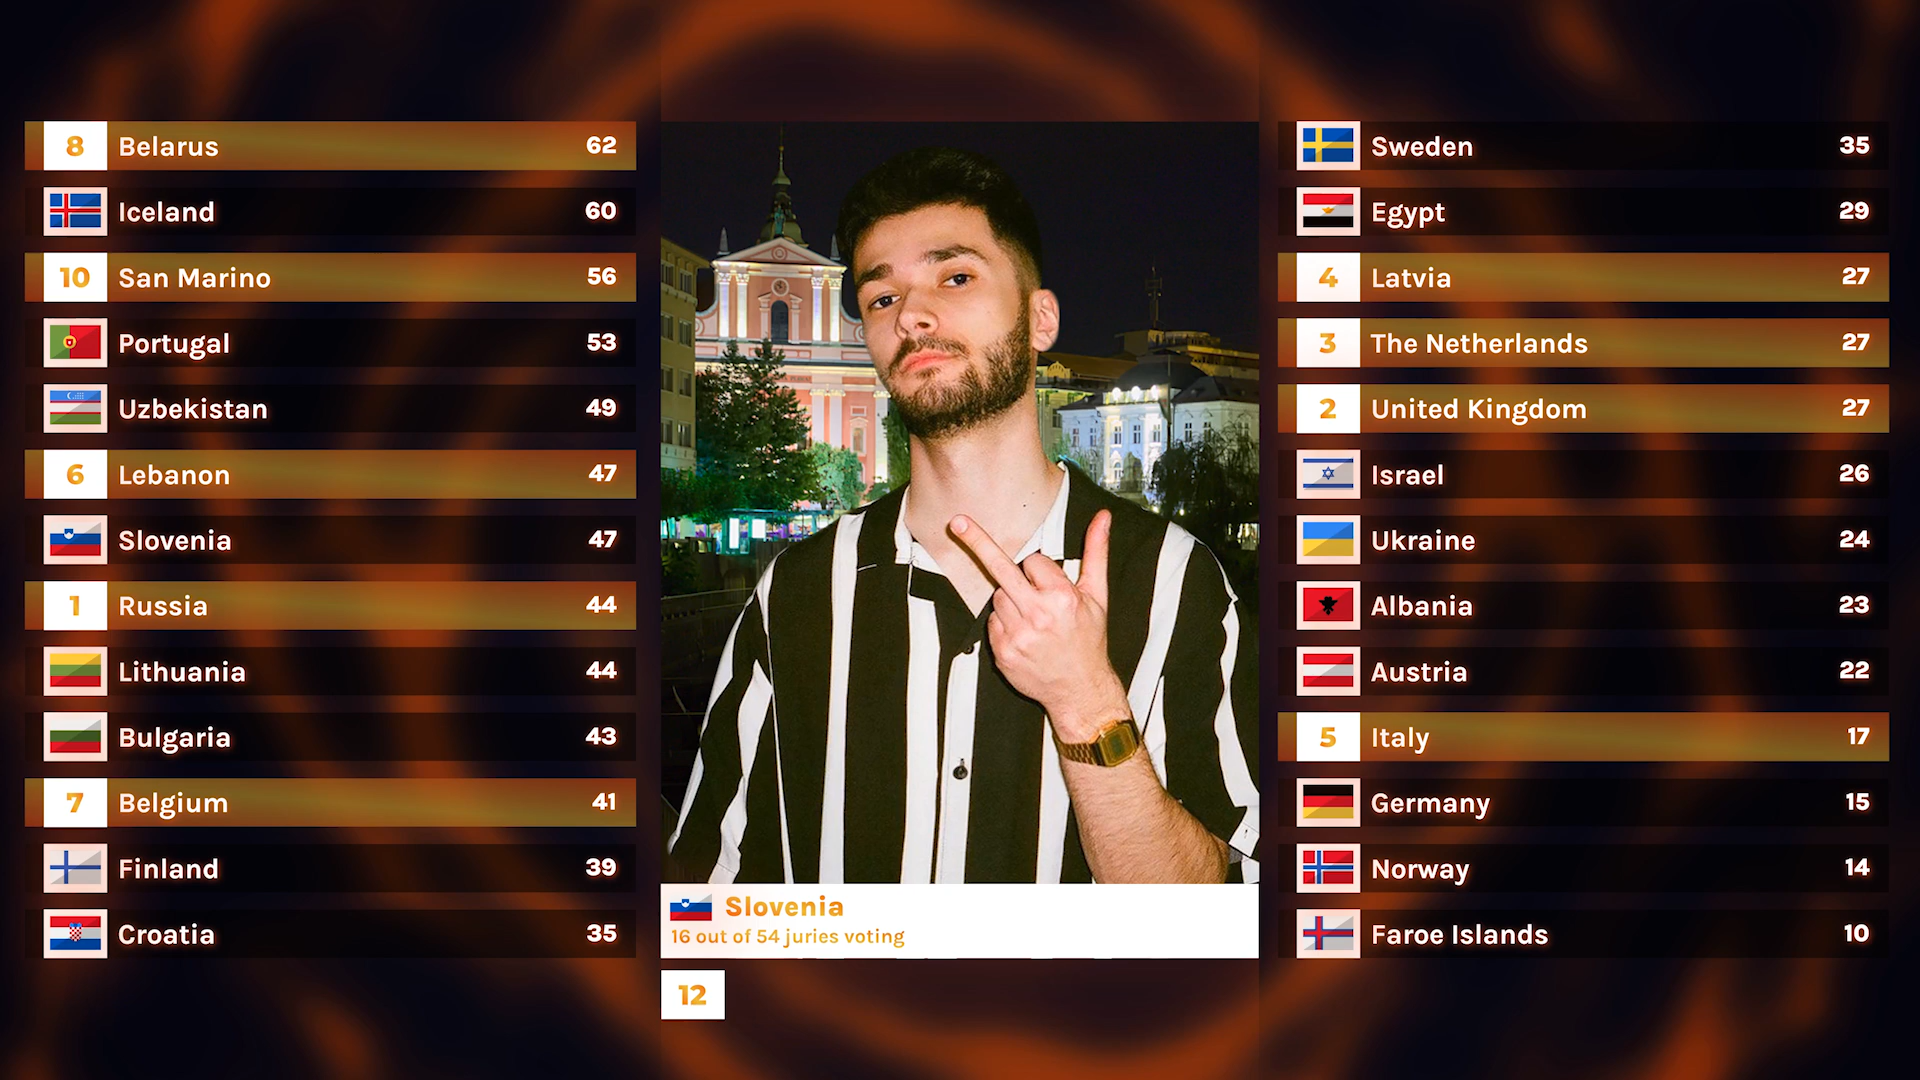 8 Belarus 62
Iceland 60
10 San Marino 56
Portugal 53
Uzbekistan 49
6 Lebanon 47
Slovenia 47
1 Russia 44
Lithuania 44
Bulgaria 43
7 Belgium 41
Finland 39
Croatia 35
Slovenia
16 out of 54 juries voting
12
Sweden 35
Egypt 29
4 Latvia 27
3 The Netherlands 27
2 United Kingdom 27
Israel 26
Ukraine 24
Albania 23
Austria 22
5 Italy 17
Germany 15
Norway 14
Faroe Islands 10